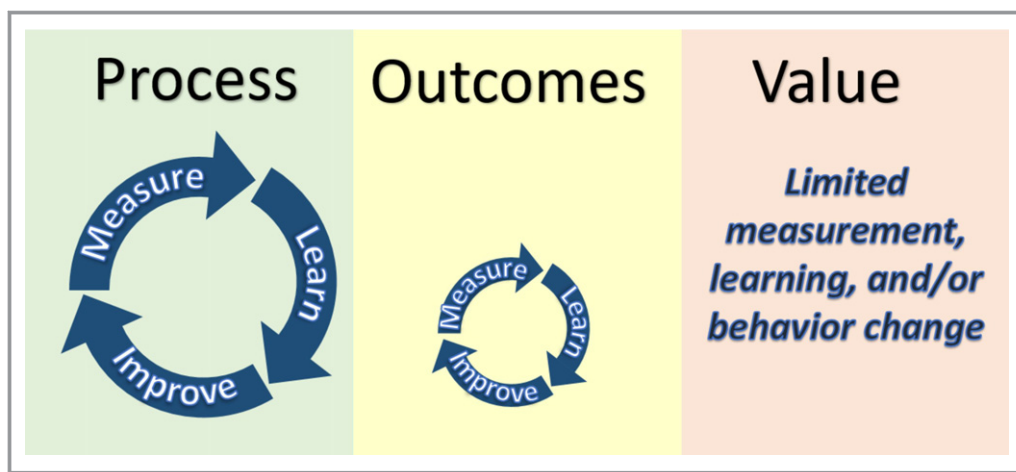 Process
Measure
Learn
Improve
Outcomes
Measure
Learn
Improve
Value
Limited
measurement,
learning, and/or
behavior change